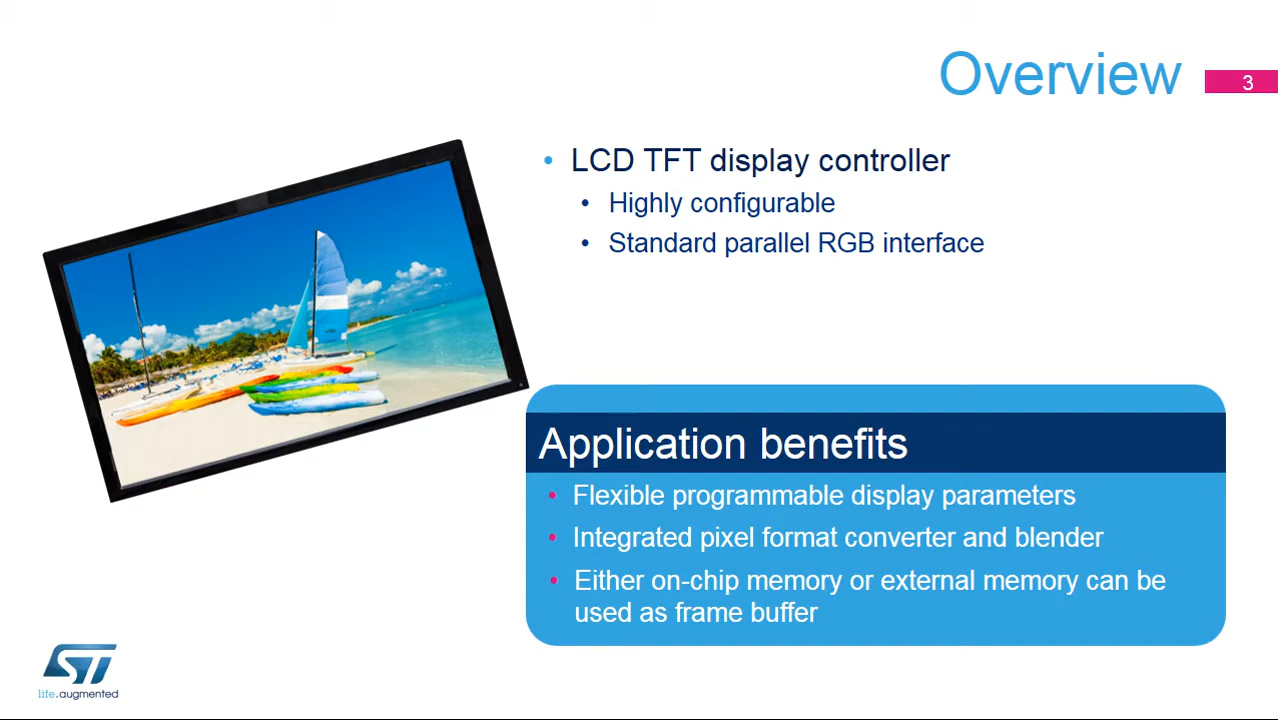 Overview
3
• LCD TFT display controller
• Highly configurable
• Standard parallel RGB interface
Application benefits
• Flexible programmable display parameters
• Integrated pixel format converter and blender
• Either on-chip memory or external memory can be
used as frame buffer
ST
life.augmented